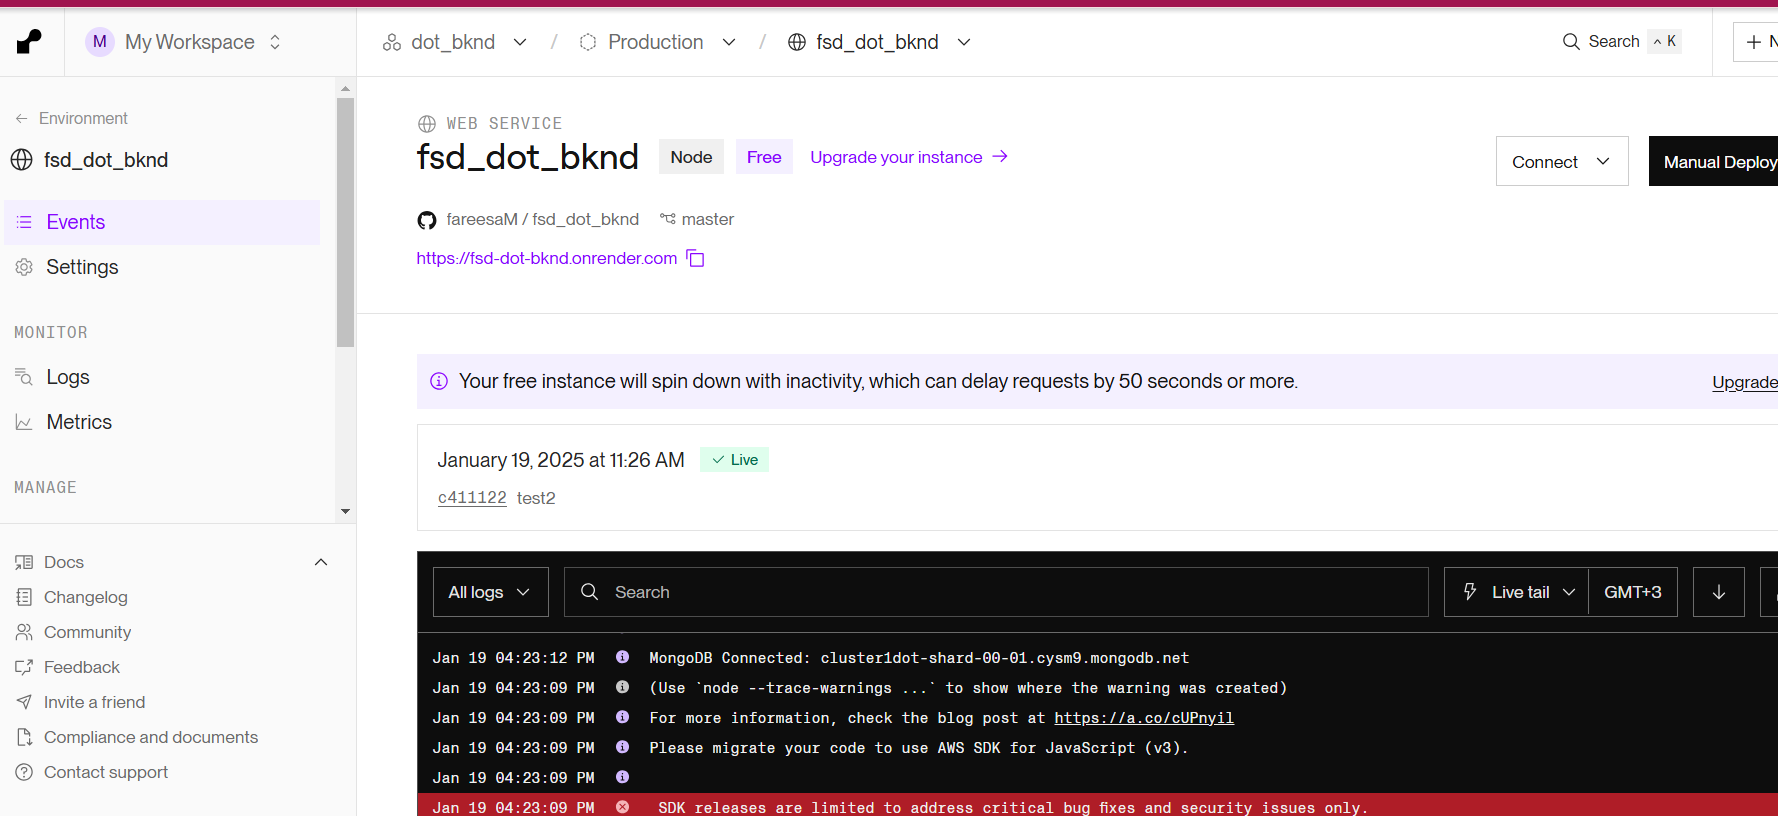 M My Workspace
dot_bknd / Production / fsd_dot_bknd
Search ^ K
+ N
Environment
fsd_dot_bknd
Events
Settings
MONITOR
Logs
Metrics
MANAGE
Docs
Changelog
Community
Feedback
Invite a friend
Compliance and documents
Contact support
WEB SERVICE
fsd_dot_bknd Node Free Upgrade your instance →
Connect
Manual Deploy
fareesaM / fsd_dot_bknd master
https://fsd-dot-bknd.onrender.com
Your free instance will spin down with inactivity, which can delay requests by 50 seconds or more.
Upgrade
January 19, 2025 at 11:26 AM Live
c411122 test2
All logs Search Live tail GMT+3
Jan 19 04:23:12 PM MongoDB Connected: cluster1dot-shard-00-01.cysm9.mongodb.net
Jan 19 04:23:09 PM (Use `node --trace-warnings ...` to show where the warning was created)
Jan 19 04:23:09 PM For more information, check the blog post at https://a.co/cUPnyil
Jan 19 04:23:09 PM Please migrate your code to use AWS SDK for JavaScript (v3).
Jan 19 04:23:09 PM
Jan 19 04:23:09 PM SDK releases are limited to address critical bug fixes and security issues only.